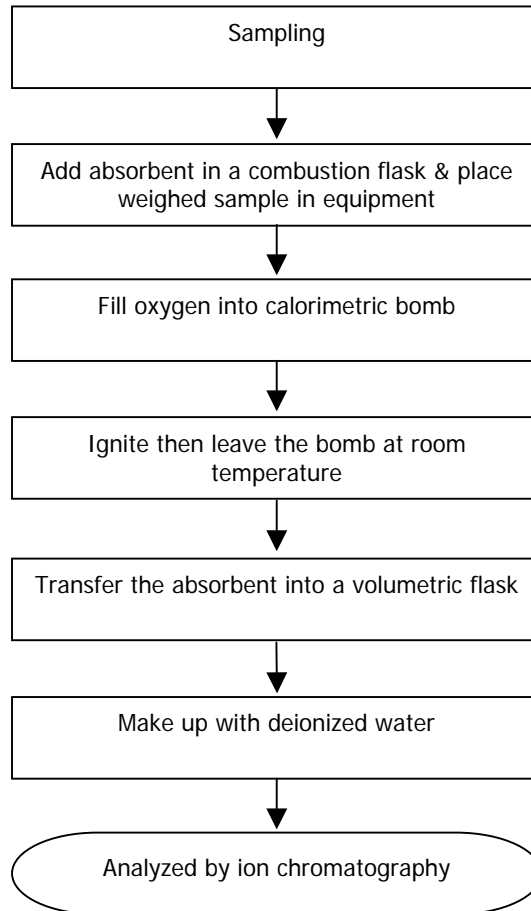 Sampling
Add absorbent in a combustion flask & place
weighed sample in equipment
Fill oxygen into calorimetric bomb
Ignite then leave the bomb at room
temperature
Transfer the absorbent into a volumetric flask
Make up with deionized water
Analyzed by ion chromatography